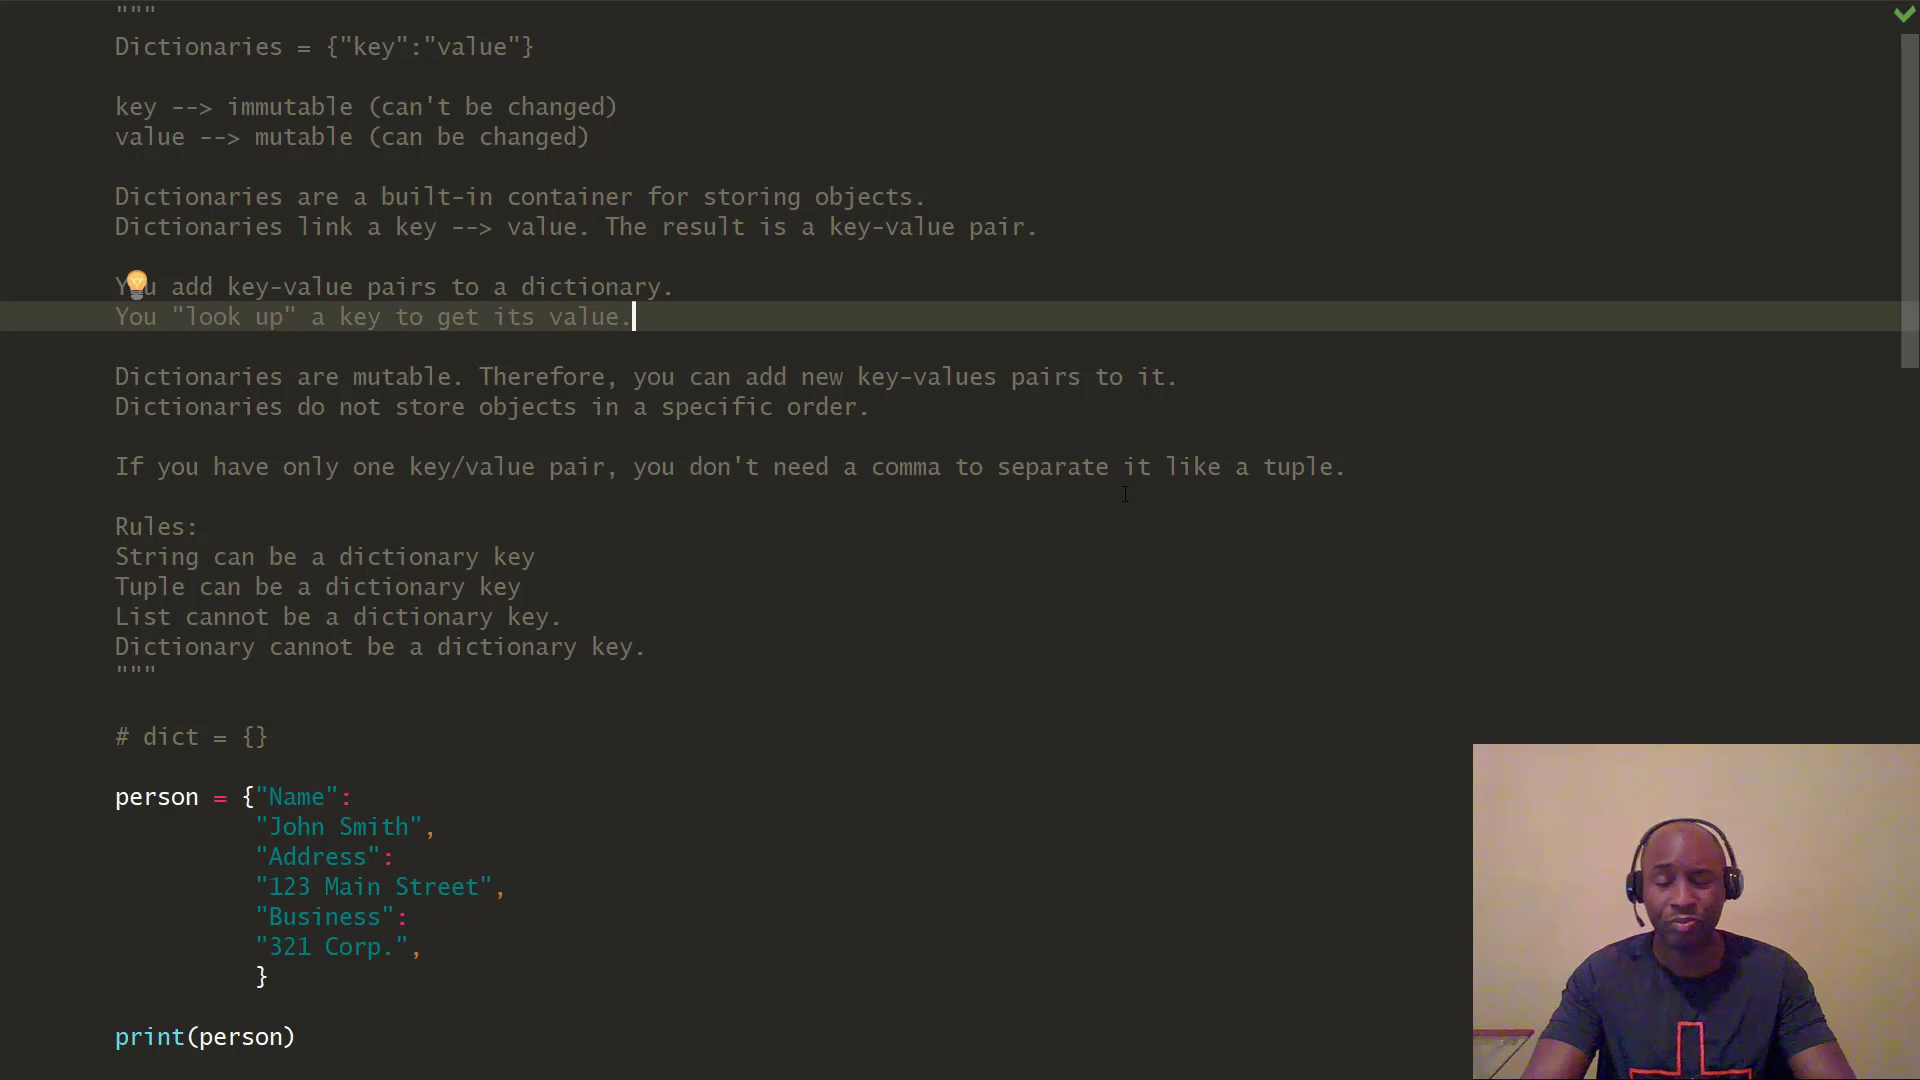 """
Dictionaries = {"key":"value"}
key --> immutable (can't be changed)
value --> mutable (can be changed)
Dictionaries are a built-in container for storing objects.
Dictionaries link a key --> value. The result is a key-value pair.
You add key-value pairs to a dictionary.
You "look up" a key to get its value.
Dictionaries are mutable. Therefore, you can add new key-values pairs to it.
Dictionaries do not store objects in a specific order.
If you have only one key/value pair, you don't need a comma to separate it like a tuple.
Rules:
String can be a dictionary key
Tuple can be a dictionary key
List cannot be a dictionary key.
Dictionary cannot be a dictionary key.
"""
# dict = {}
person = {"Name":
"John Smith",
"Address":
"123 Main Street",
"Business":
"321 Corp.",
}
print(person)